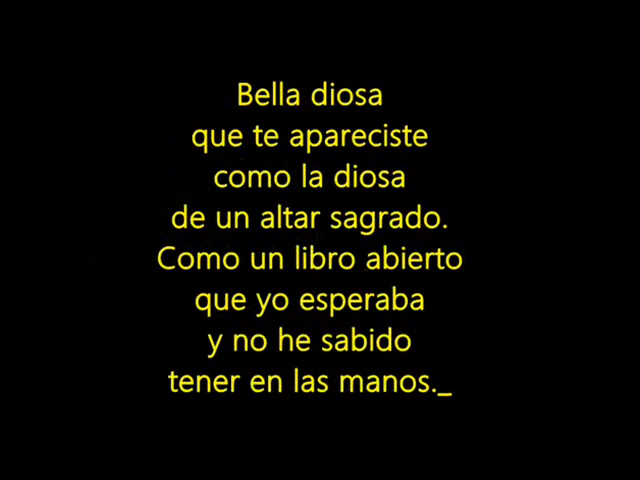 Bella diosa
que te apareciste
como la diosa
de un altar sagrado.
Como un libro abierto
que yo esperaba
y no he sabido
tener en las manos._